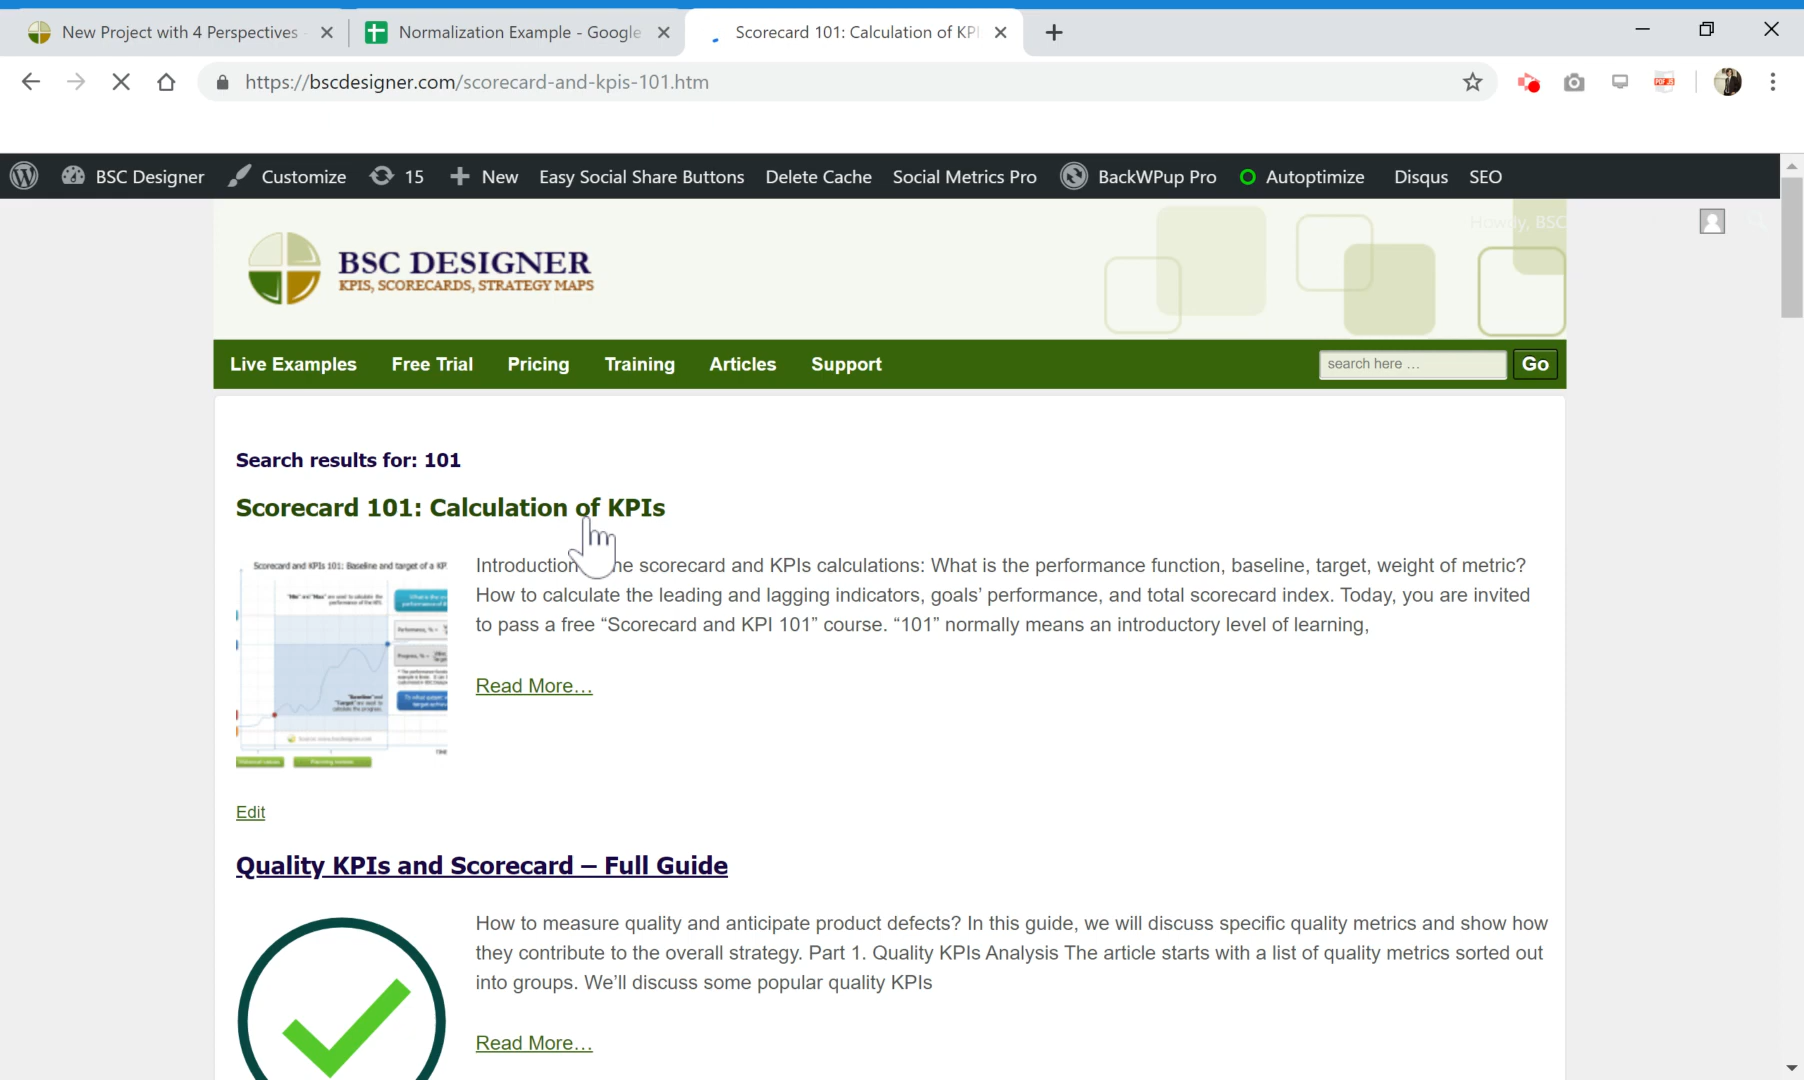 New Project with 4 Perspectives
Normalization Example - Google
Scorecard 101: Calculation of KPI
https://bscdesigner.com/scorecard-and-kpis-101.htm
BSC Designer Customize 15 New Easy Social Share Buttons Delete Cache Social Metrics Pro BackWPup Pro Autoptimize Disqus SEO
Howdy, BSC
BSC DESIGNER
KPIS, SCORECARDS, STRATEGY MAPS
Live Examples Free Trial Pricing Training Articles Support search here ... Go
Search results for: 101
Scorecard 101: Calculation of KPIs
Scorecard and KPIs 101: Baseline and target of a KP
Introduction he scorecard and KPIs calculations: What is the performance function, baseline, target, weight of metric?
How to calculate the leading and lagging indicators, goals’ performance, and total scorecard index. Today, you are invited
to pass a free “Scorecard and KPI 101” course. “101” normally means an introductory level of learning,
Read More…
Edit
Quality KPIs and Scorecard – Full Guide
How to measure quality and anticipate product defects? In this guide, we will discuss specific quality metrics and show how
they contribute to the overall strategy. Part 1. Quality KPIs Analysis The article starts with a list of quality metrics sorted out
into groups. We’ll discuss some popular quality KPIs
Read More…